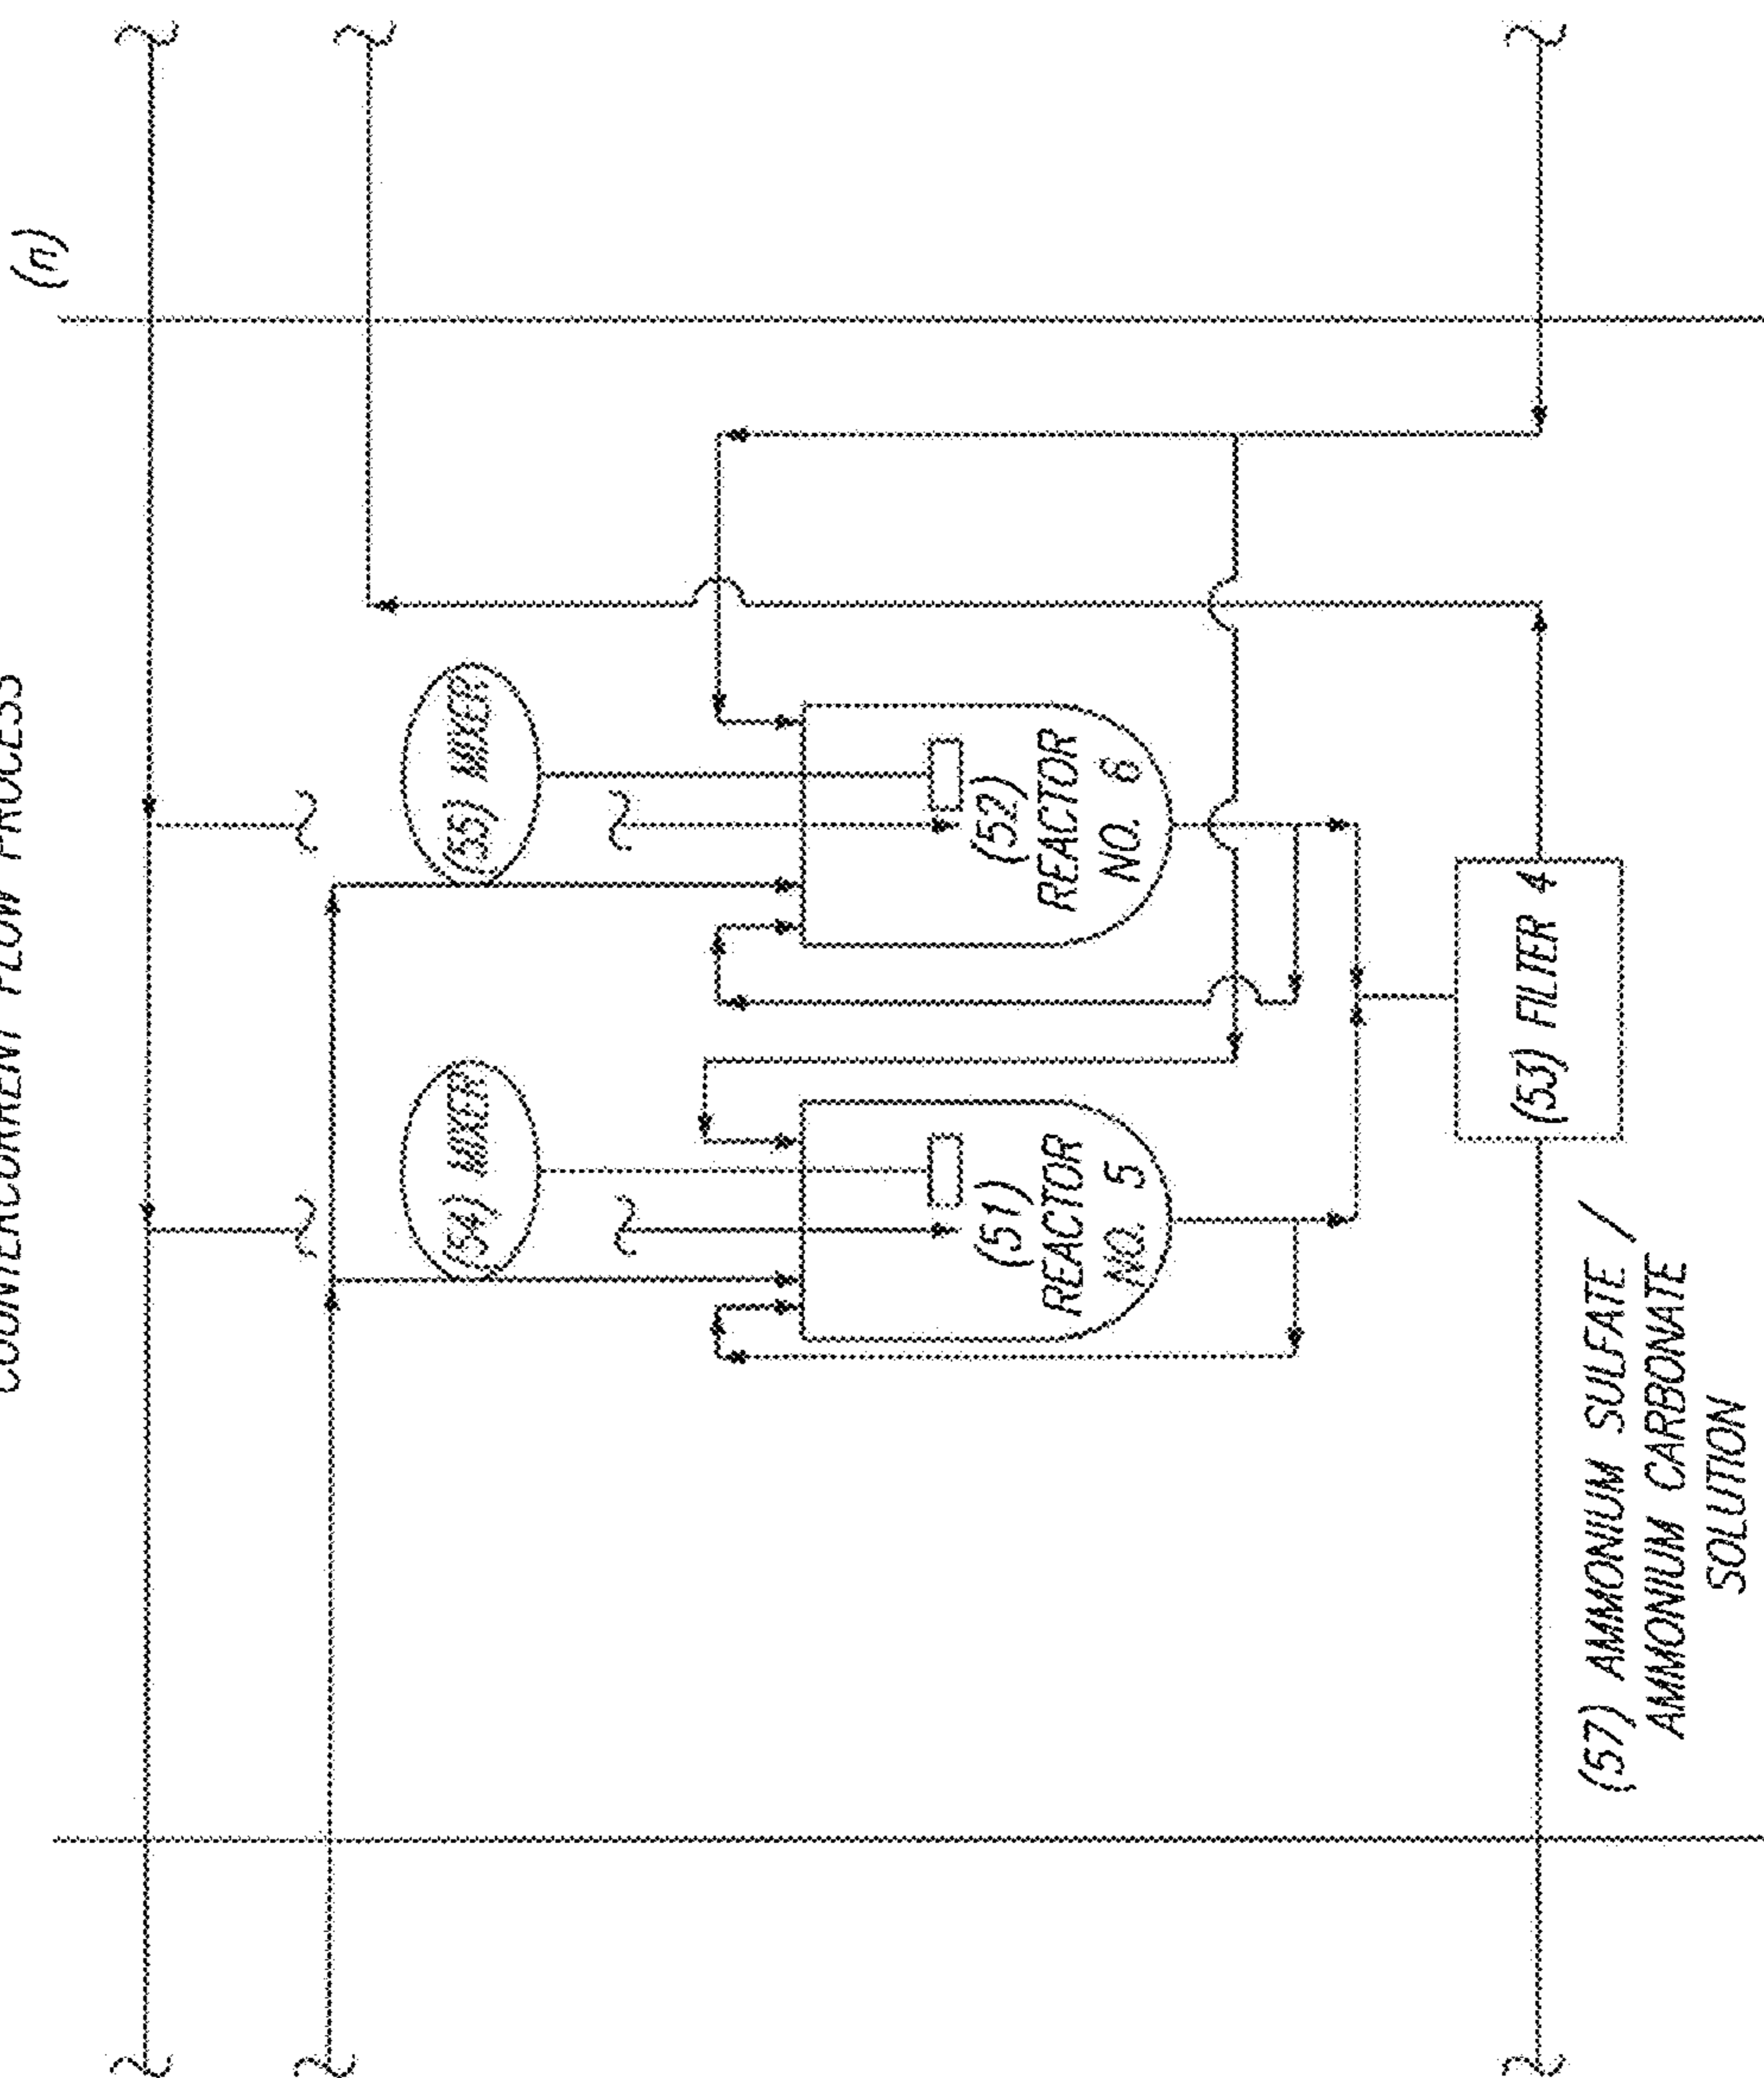 COUNTERCURRENT FLOW PROCESS
(n)
(54) MIXER
(55) MIXER
(51)
REACTOR
NO. 5
(52)
REACTOR
NO. 6
(53) FILTER 4
(57) AMMONIUM SULFATE /
AMMONIUM CARBONATE
SOLUTION